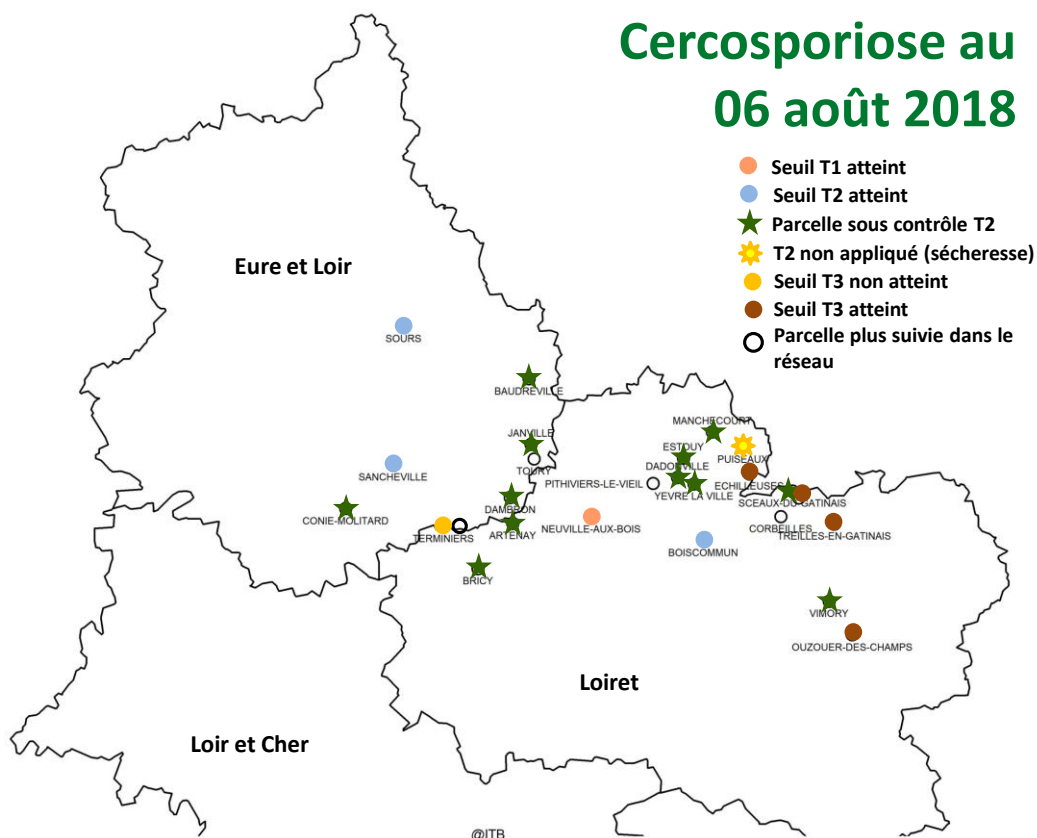 Cercosporiose au
06 août 2018
Seuil T1 atteint
Seuil T2 atteint
Parcelle sous contrôle T2
T2 non appliqué (sécheresse)
Seuil T3 non atteint
Seuil T3 atteint
Parcelle plus suivie dans le
réseau
Eure et Loir
SOURS
BAUDREVILLE
MANCHECOURT
JANVILLE
ESTOUY
PUISEAUX
TOURY
DADONVILLE
SANCHEVILLE
PITHIVIERS-LE-VIEIL
ECHILLEUSES
YEVRE LA VILLE
SCEAUX-DU-GATINAIS
DAMBRON
CONIE-MOLITARD
NEUVILLE-AUX-BOIS
CORBEILLES
TERMINIERS
ARTENAY
TREILLES-EN-GATINAIS
BOISCOMMUN
BRICY
VIMORY
OUZOUER-DES-CHAMPS
Loiret
Loir et Cher
@ITB